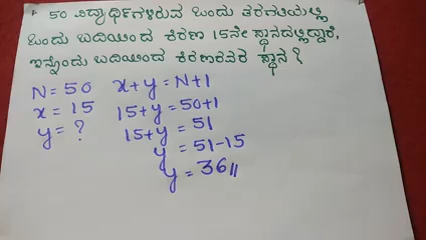 * 50 ವಿದ್ಯಾರ್ಥಿಗಳಿರುವ ಒಂದು ತರಗತಿಯಲ್ಲಿ
ಒಂದು ಬದಿಯಿಂದ ಕಿರಣ 15ನೇ ಸ್ಥಾನದಲ್ಲಿದ್ದಾರೆ,
ಇನ್ನೊಂದು ಬದಿಯಿಂದ ಕಿರಣರವರ ಸ್ಥಾನ?
N = 50 x+y = N+1
x = 15 15+y = 50+1
y = ? 15+y = 51
y = 51-15
y = 36//